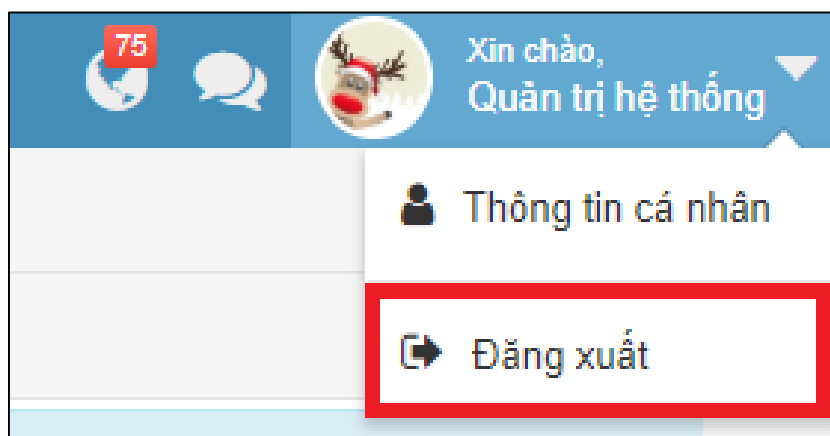 75
Xin chào,
Quản trị hệ thống
Thông tin cá nhân
Đăng xuất